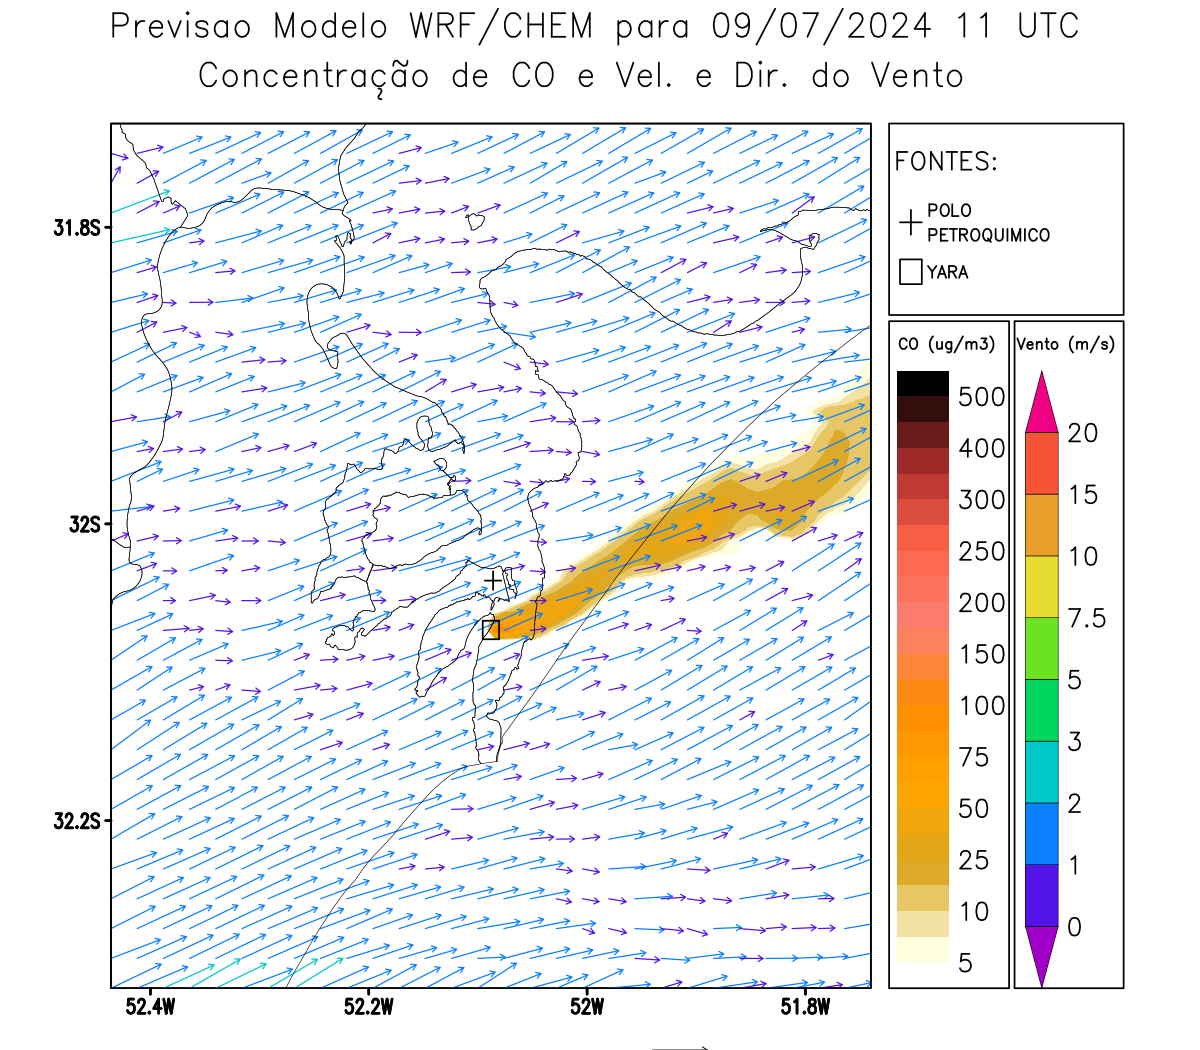 Previsao Modelo WRF/CHEM para 09/07/2024 11 UTC
Concentração de CO e Vel. e Dir. do Vento
FONTES:
POLO
PETROQUIMICO
YARA
CO (ug/m3)
500
400
300
250
200
150
100
75
50
25
10
5
Vento (m/s)
20
15
10
7.5
5
3
2
1
0
31.8S
32S
32.2S
52.4W
52.2W
52W
51.8W